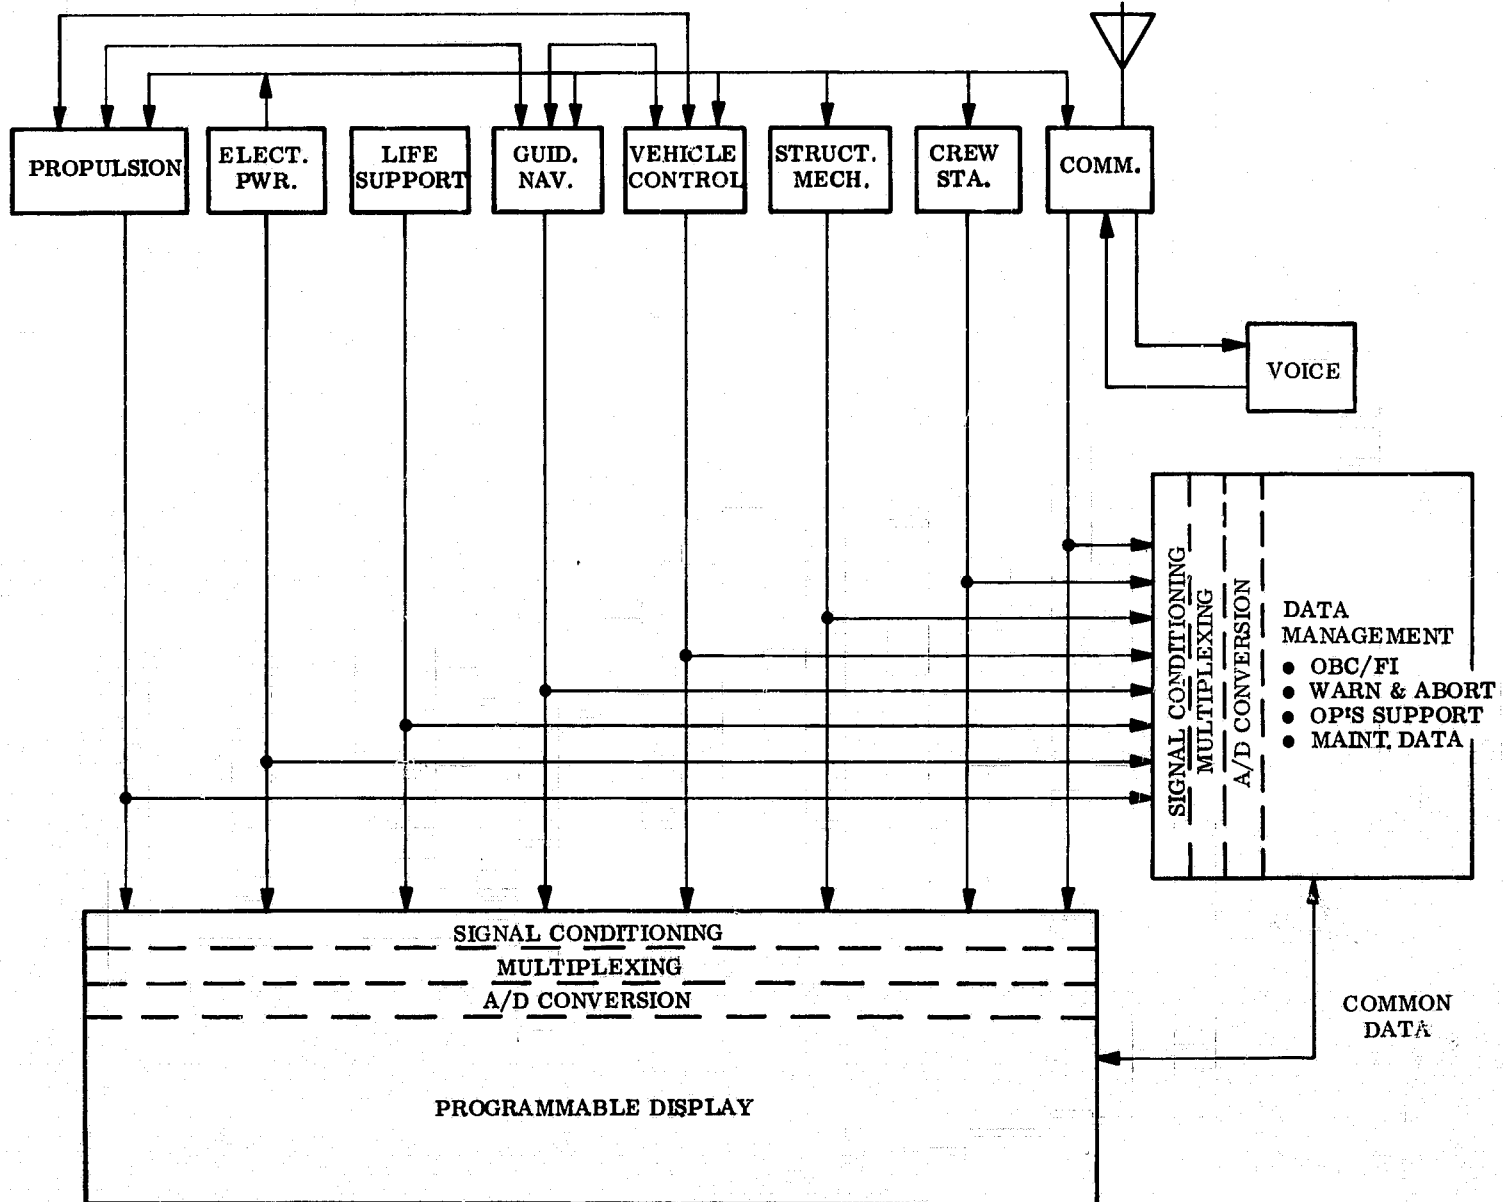 PROPULSION
ELECT.
PWR.
LIFE
SUPPORT
GUID.
NAV.
VEHICLE
CONTROL
STRUCT.
MECH.
CREW
STA.
COMM.
VOICE
SIGNAL CONDITIONING
MULTIPLEXING
A/D CONVERSION
DATA
MANAGEMENT
● OBC/FI
● WARN & ABORT
● OP'S SUPPORT
● MAINT. DATA
SIGNAL CONDITIONING
MULTIPLEXING
A/D CONVERSION
COMMON
DATA
PROGRAMMABLE DISPLAY